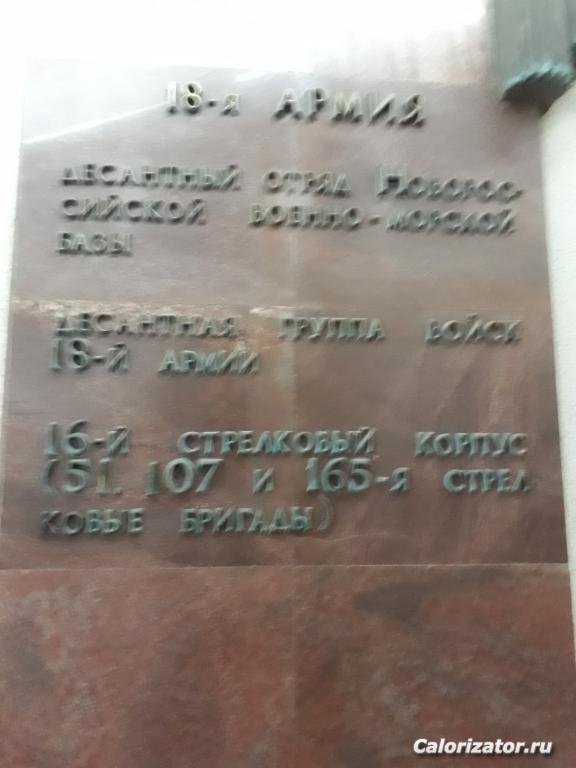 18-я АРМИЯ
ДЕСАНТНЫЙ ОТРЯД НОВОРОС-
СИЙСКОЙ ВОЕННО-МОРСКОЙ
БАЗЫ
ДЕСАНТНАЯ ГРУППА ВОЙСК
18-й АРМИИ
16-й СТРЕЛКОВЫЙ КОРПУС
(51, 107 И 165-я СТРЕЛ
КОВЫЕ БРИГАДЫ)
Calorizator.ru